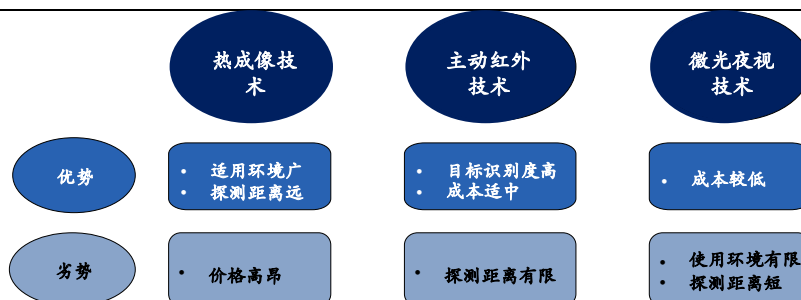 热成像技
术
主动红外
技术
微光夜视
技术
优势
• 适用环境广
• 探测距离远
• 目标识别度高
• 成本适中
• 成本较低
劣势
• 价格高昂
• 探测距离有限
• 使用环境有限
• 探测距离短